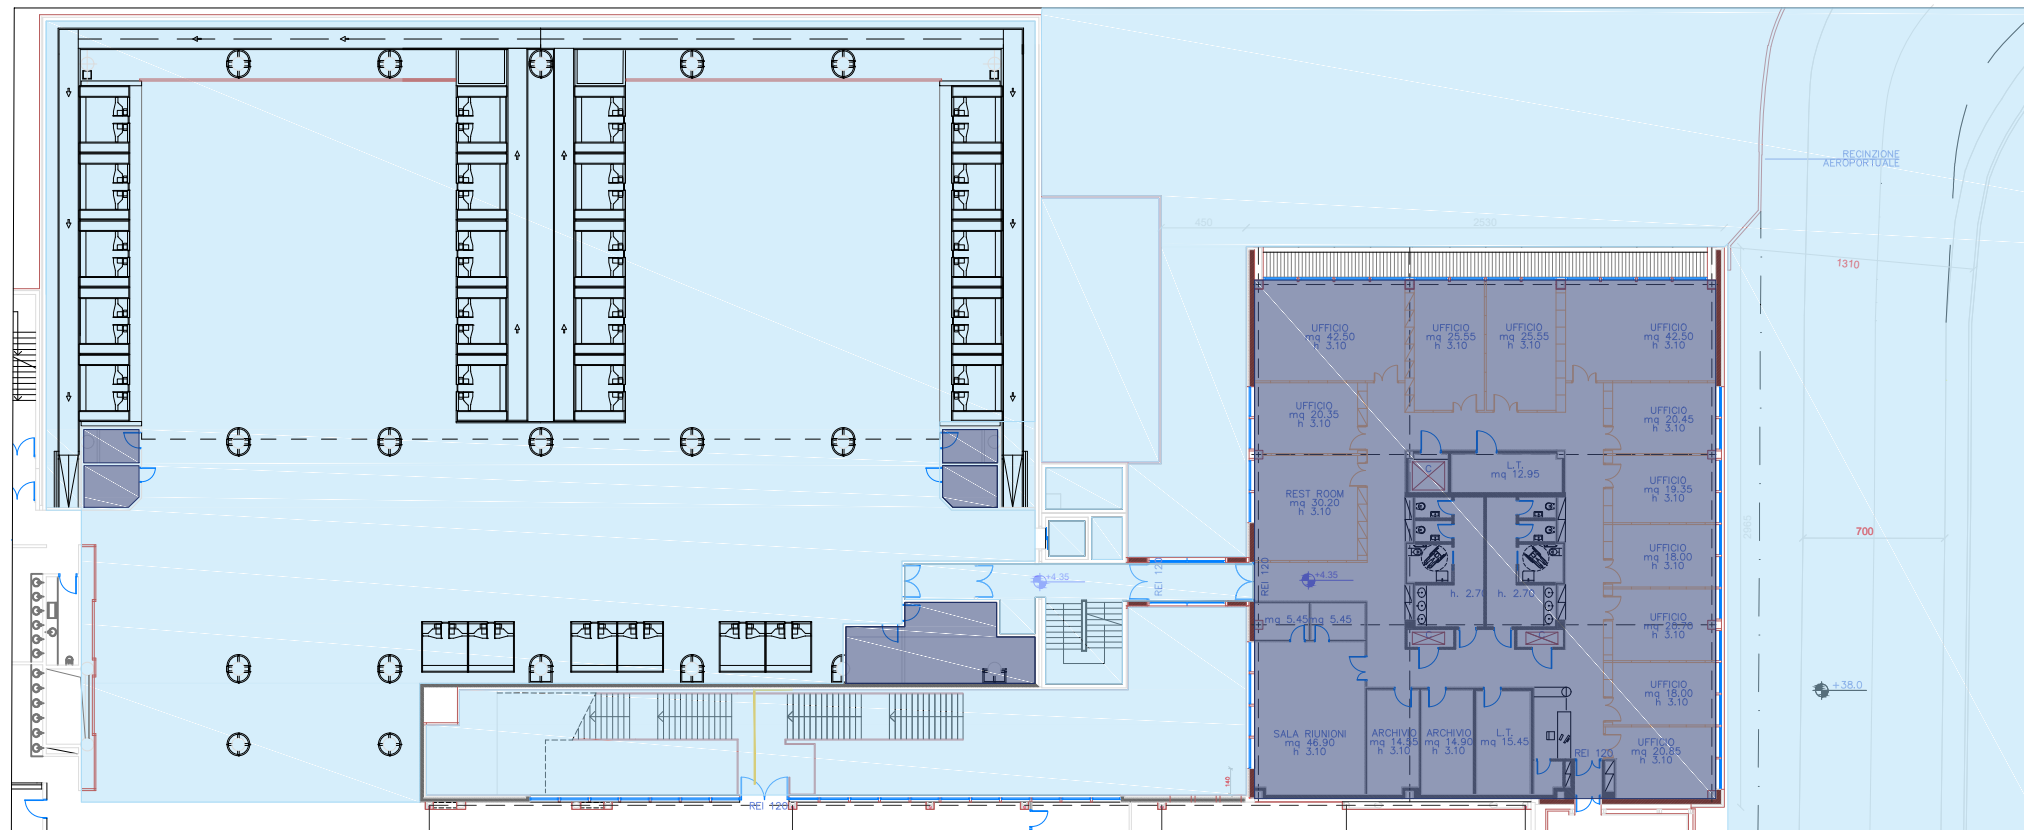 RECINZIONE
AEROPORTUALE
450
2530
1310
UFFICIO
mq 42.50
h 3.10
UFFICIO
mq 25.55
h 3.10
UFFICIO
mq 25.55
h 3.10
UFFICIO
mq 42.50
h 3.10
UFFICIO
mq 20.35
h 3.10
UFFICIO
mq 20.45
h 3.10
C
L.T.
mq 12.95
REST ROOM
mq 30.20
h 3.10
UFFICIO
mq 19.35
h 3.10
700
UFFICIO
mq 18.00
h 3.10
+4.35
REI 120
REI 120
+4.35
h. 2.70
h. 2.70
mq 5.45
mq 5.45
UFFICIO
h 3.10
UFFICIO
mq 18.00
h 3.10
+38.0
SALA RIUNIONI
mq 46.90
h 3.10
ARCHIVIO
mq 14.55
h 3.10
ARCHIVIO
mq 14.90
h 3.10
L.T.
mq 15.45
REI 120
UFFICIO
mq 20.85
h 3.10
140
REI 120